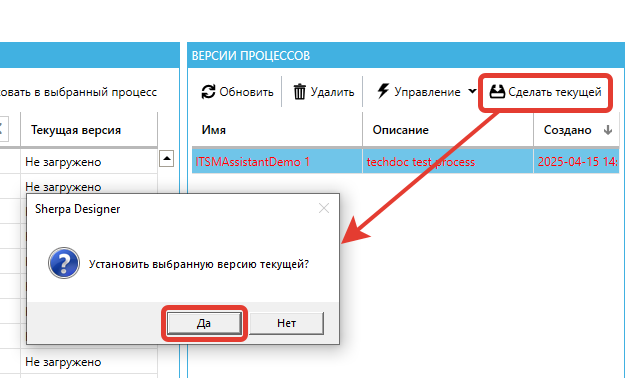 ВЕРСИИ ПРОЦЕССОВ
овать в выбранный процесс
Обновить Удалить Управление Сделать текущей
Текущая версия
Имя Описание Создано
Не загружено
ITSMAssistantDemo 1 techdoc test process 2025-04-15 14:
Не загружено
Sherpa Designer
Установить выбранную версию текущей?
Да Нет
Не загружено